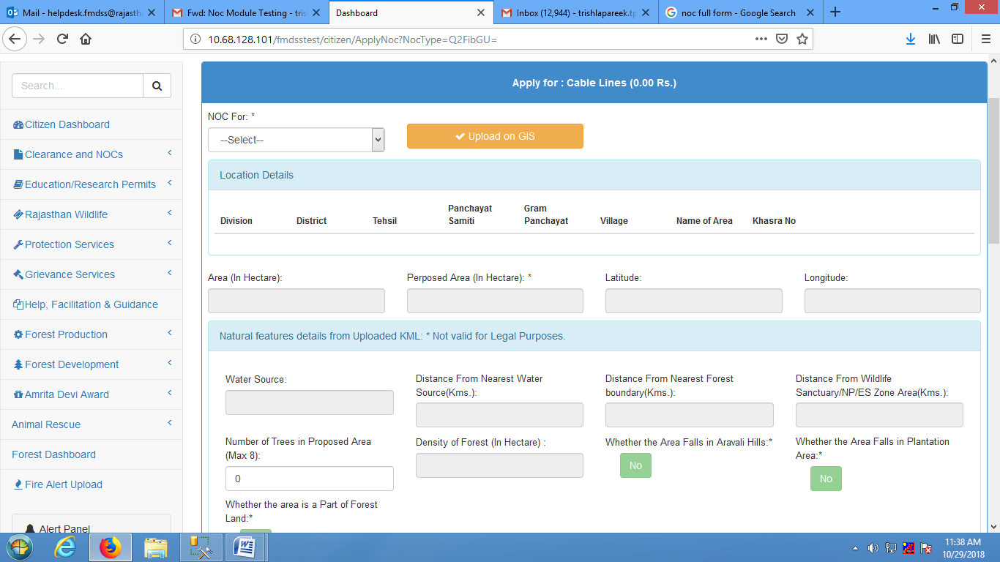 Mail - helpdesk.fmdss@rajasth
Fwd: Noc Module Testing - tris
Dashboard
Inbox (12,944) - trishlapareek.tp
noc full form - Google Search
10.68.128.101/fmdsstest/citizen/ApplyNoc?NocType=Q2FibGU=
Search...
Citizen Dashboard
Clearance and NOCs
Education/Research Permits
Rajasthan Wildlife
Protection Services
Grievance Services
Help, Facilitation & Guidance
Forest Production
Forest Development
Amrita Devi Award
Animal Rescue
Forest Dashboard
Fire Alert Upload
Alert Panel
Apply for : Cable Lines (0.00 Rs.)
NOC For: *
--Select--
Upload on GIS
Location Details
Division
District
Tehsil
Panchayat
Samiti
Gram
Panchayat
Village
Name of Area
Khasra No
Area (In Hectare):
Perposed Area (In Hectare): *
Latitude:
Longitude:
Natural features details from Uploaded KML: * Not valid for Legal Purposes.
Water Source:
Distance From Nearest Water
Source(Kms.):
Distance From Nearest Forest
boundary(Kms.):
Distance From Wildlife
Sanctuary/NP/ES Zone Area(Kms.):
Number of Trees in Proposed Area
(Max 8):
0
Density of Forest (In Hectare) :
Whether the Area Falls in Aravali Hills:*
No
Whether the Area Falls in Plantation
Area:*
No
Whether the area is a Part of Forest
Land:*
11:38 AM
10/29/2018